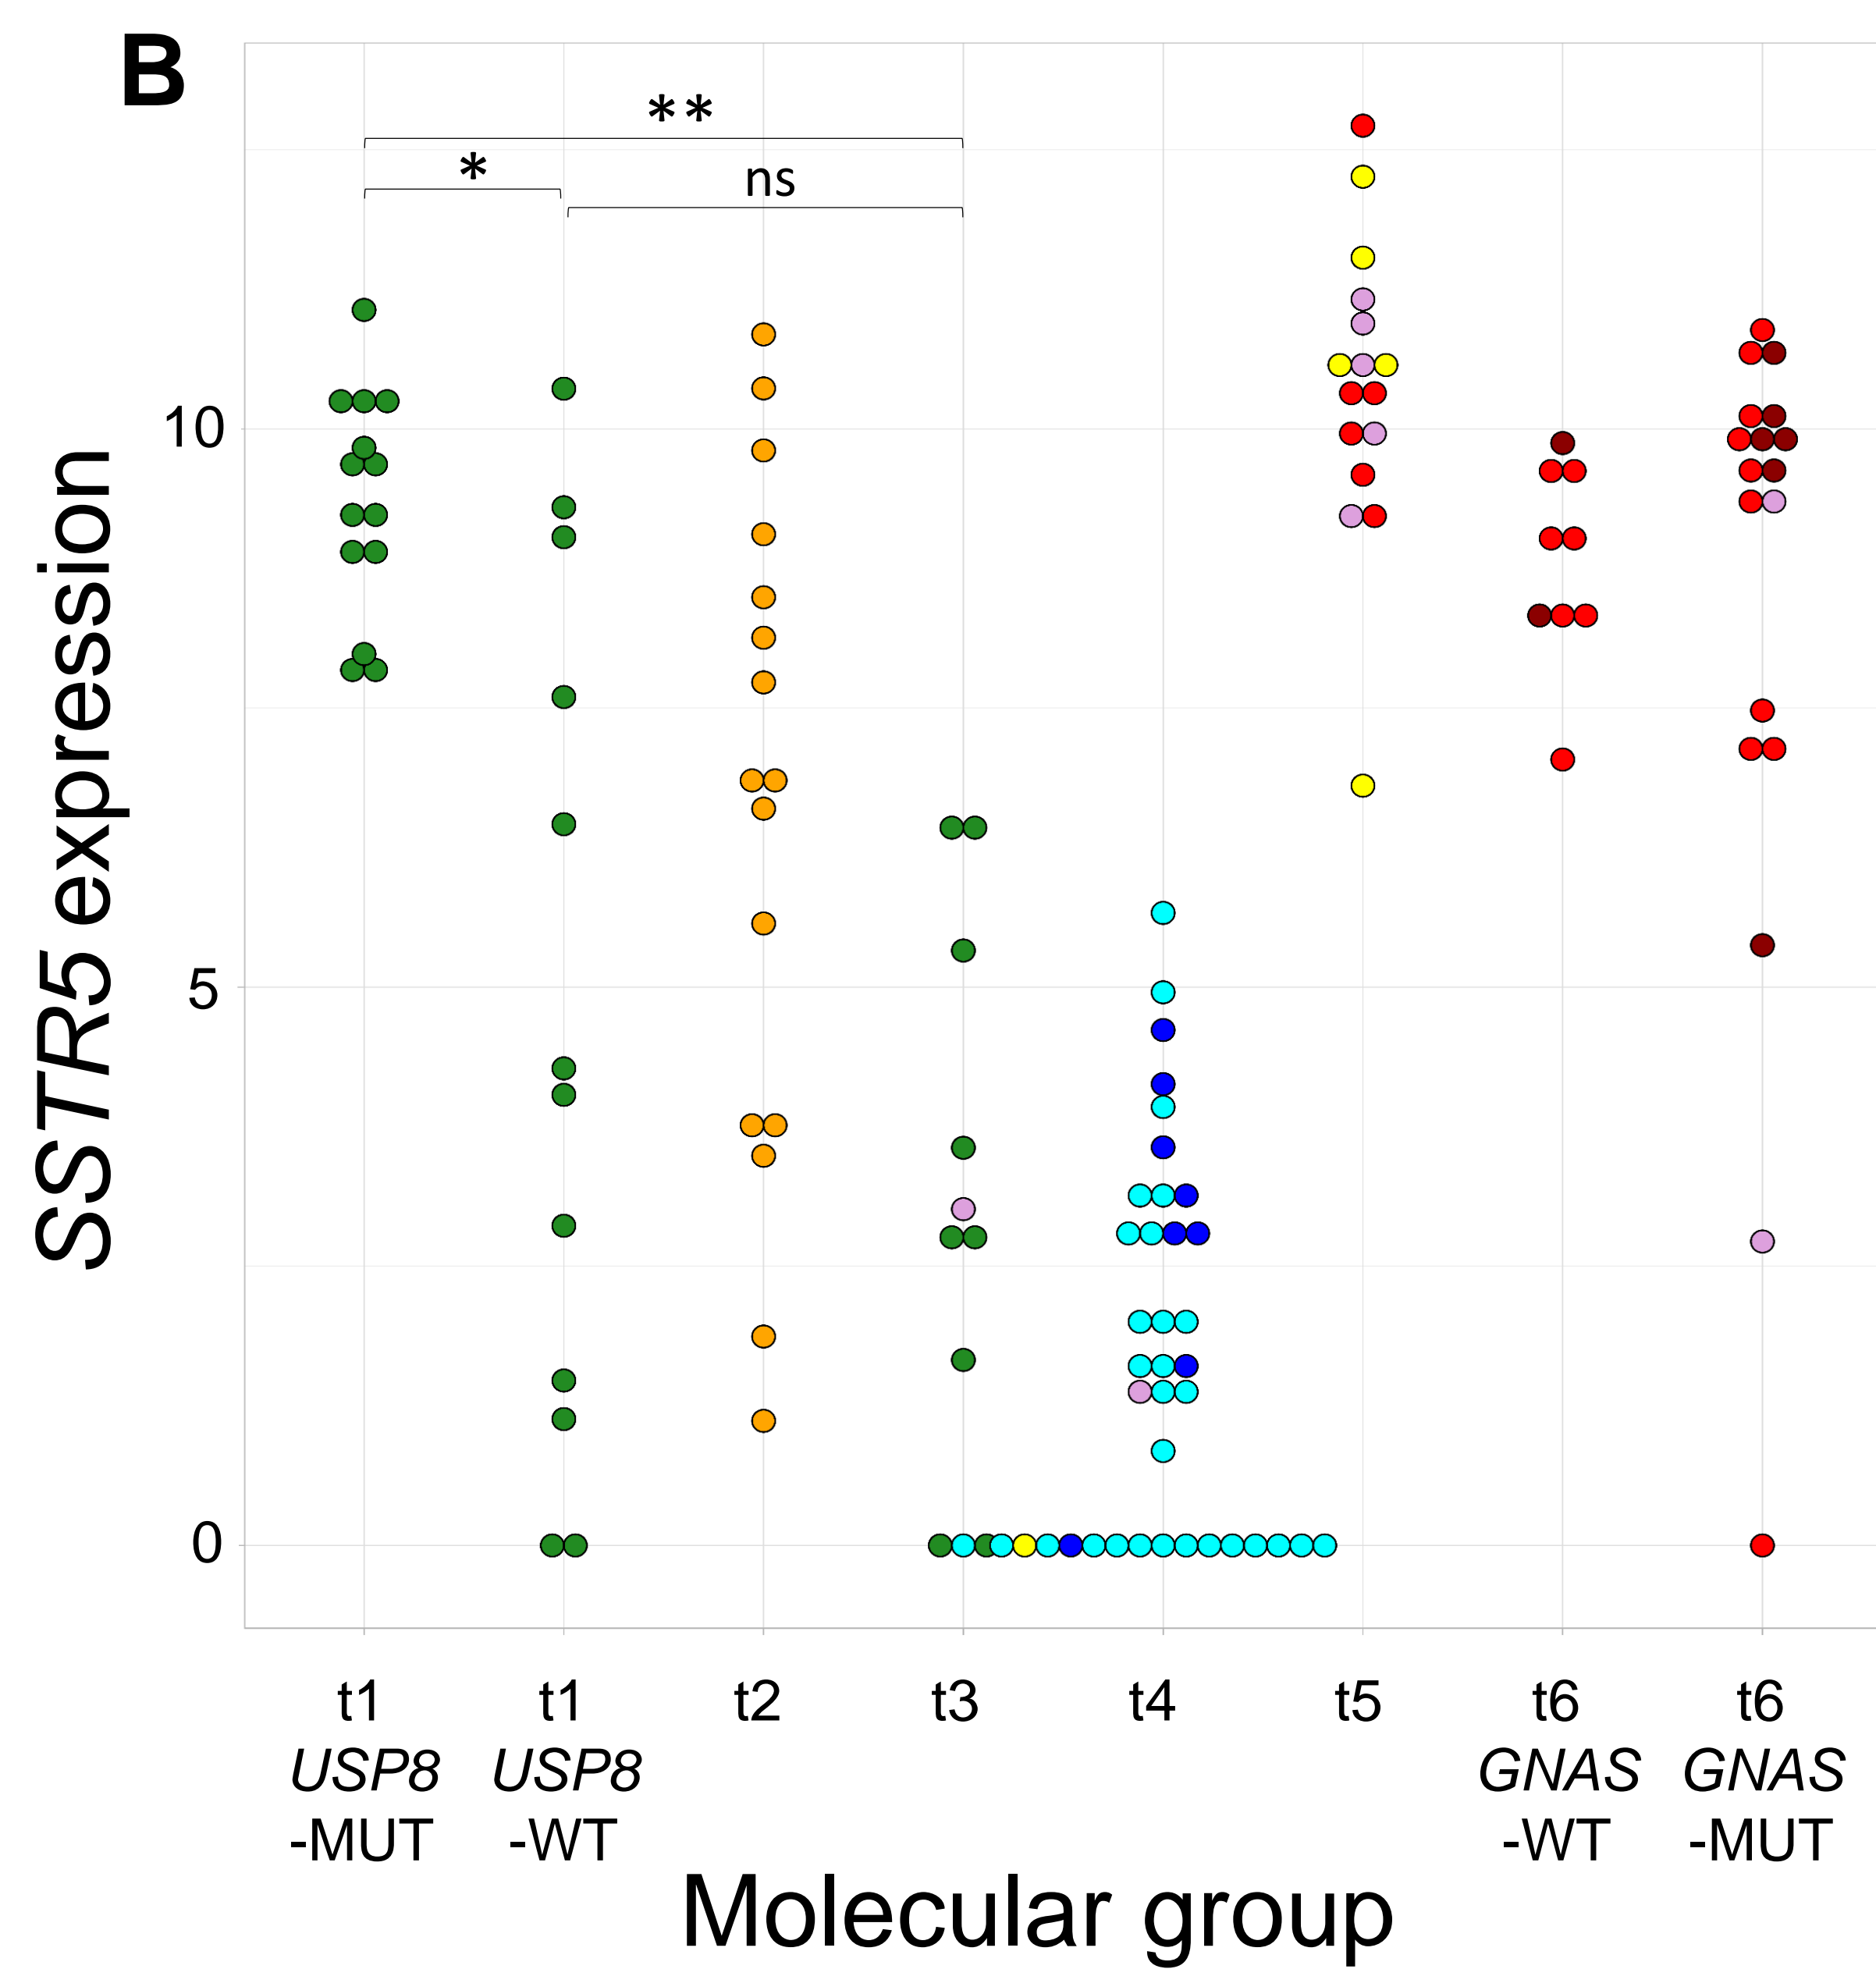 B
**
*
ns
SSTR5 expression
10
5
0
t1 t1 t2 t3 t4 t5 t6 t6
USP8 USP8 GNAS GNAS
-MUT -WT -WT -MUT
Molecular group